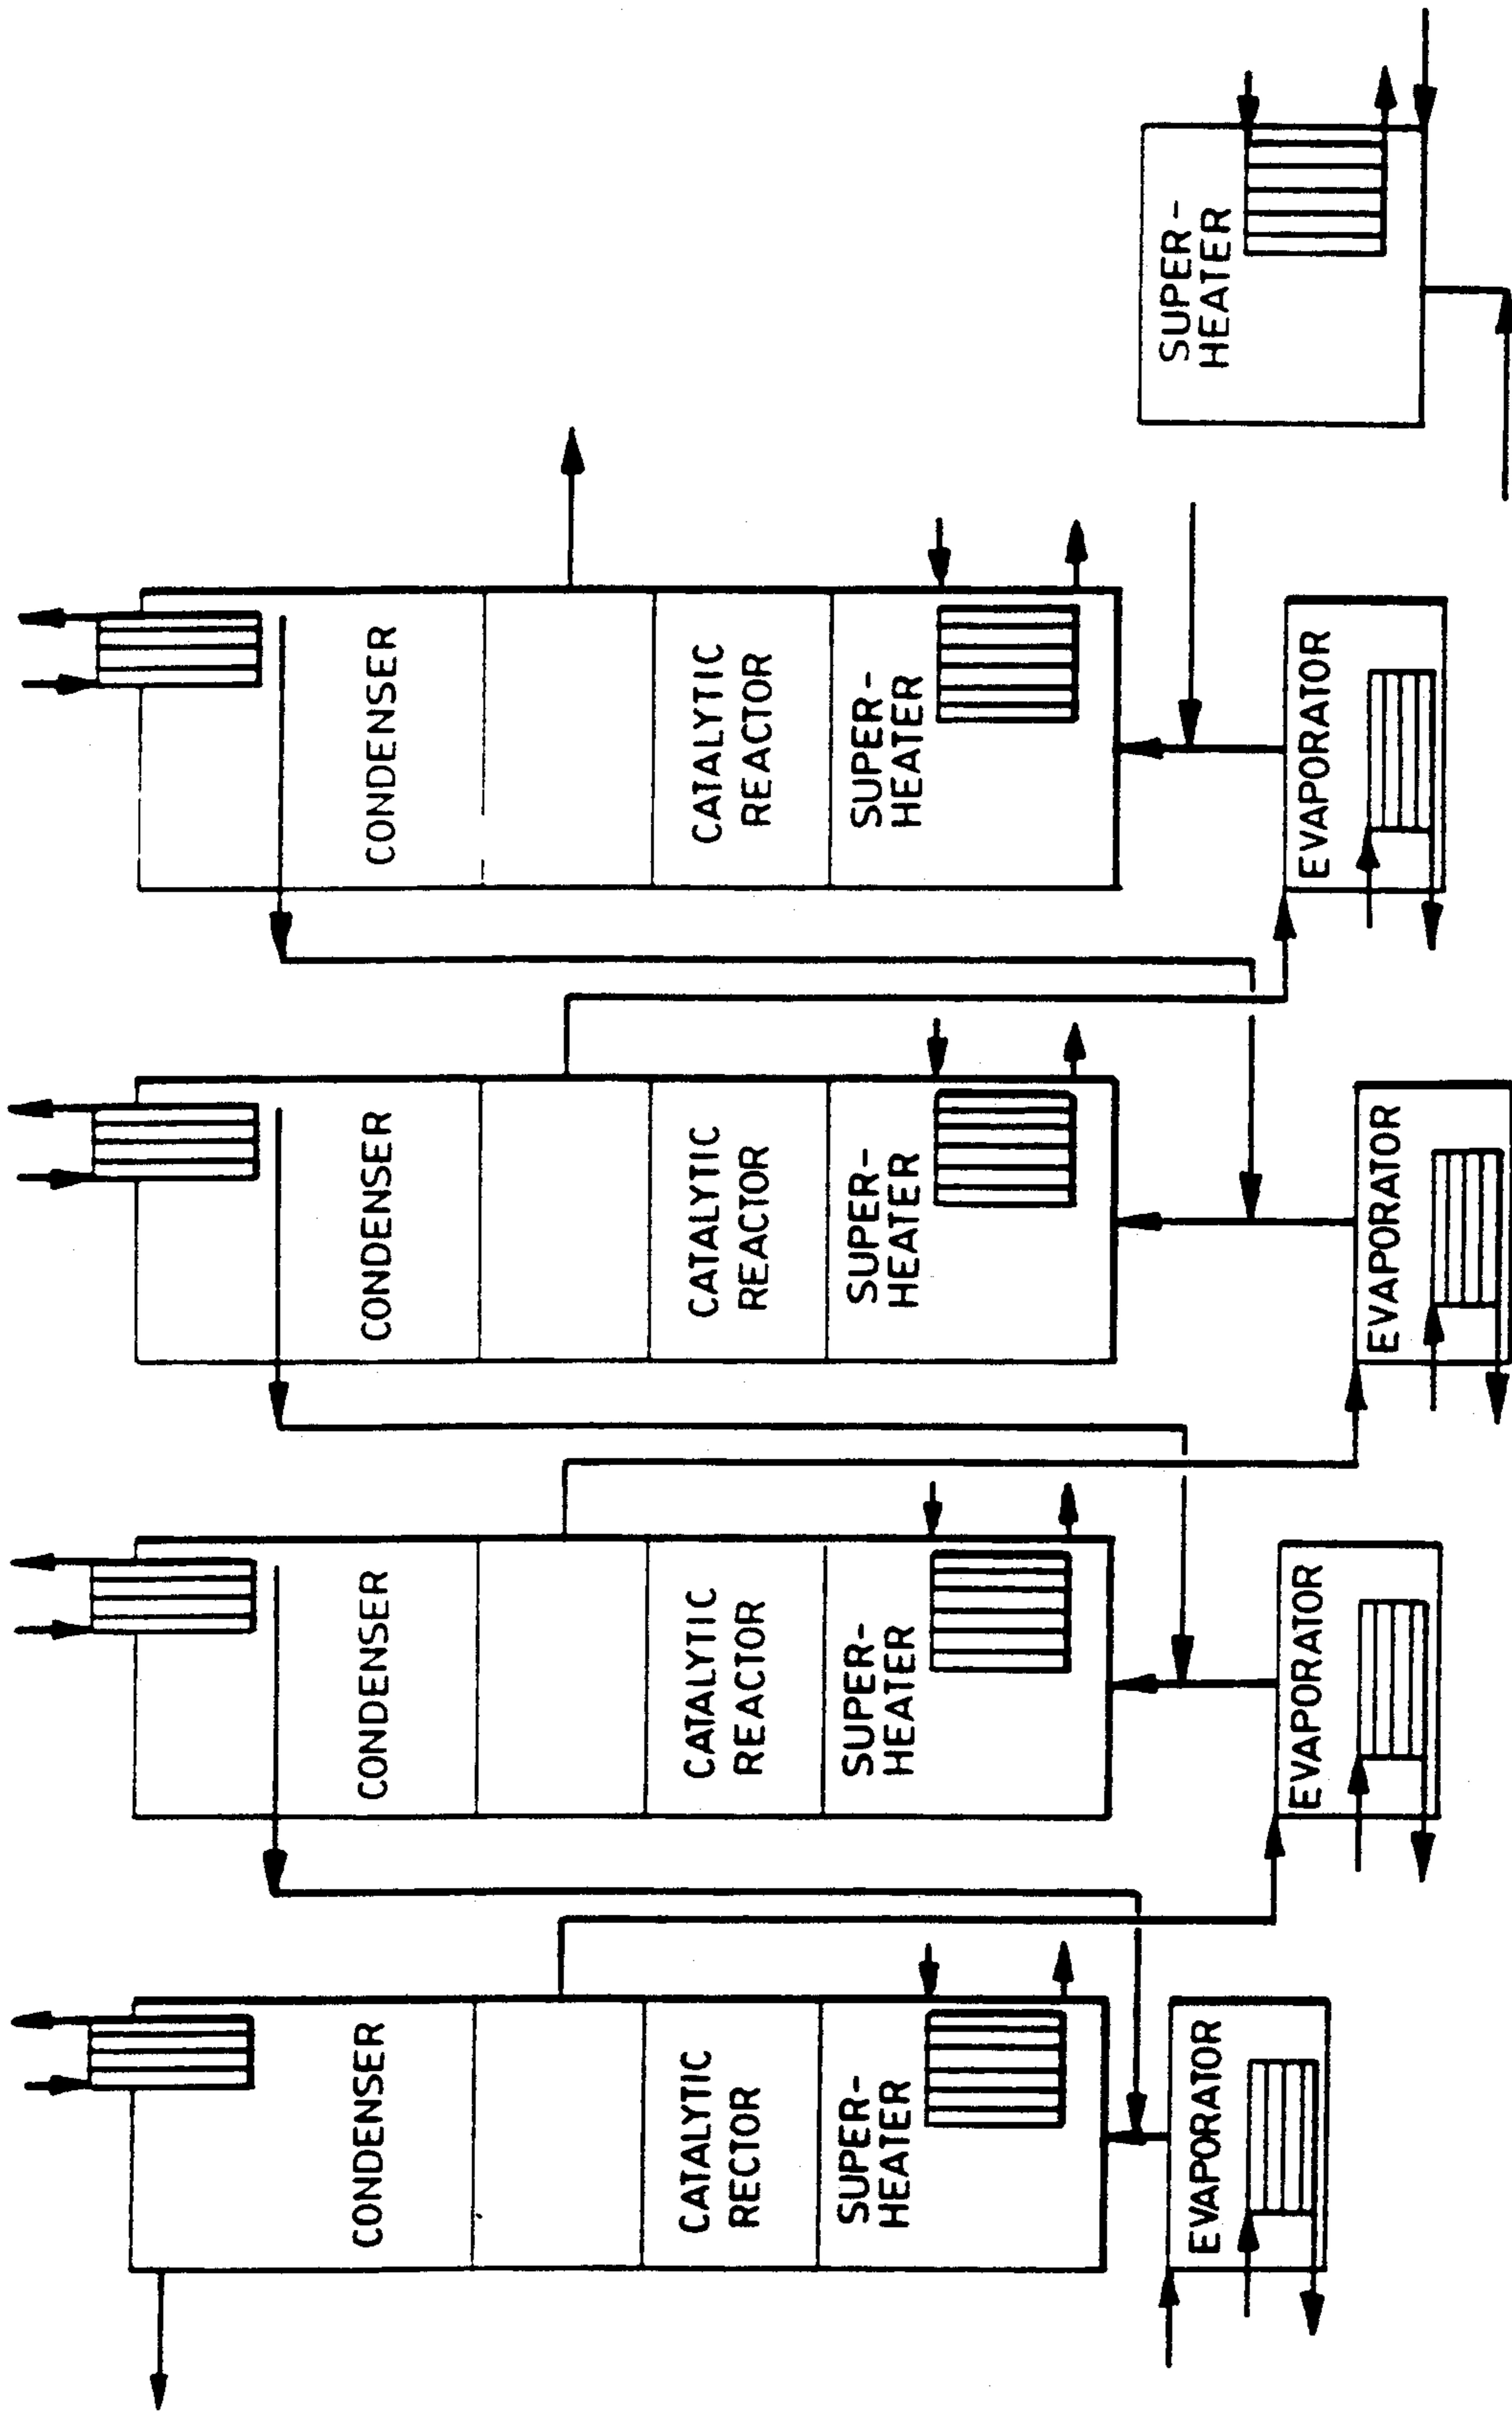 CONDENSER
CATALYTIC
RECTOR
SUPER-
HEATER
EVAPORATOR
CONDENSER
CATALYTIC
REACTOR
SUPER-
HEATER
EVAPORATOR
CONDENSER
CATALYTIC
REACTOR
SUPER-
HEATER
EVAPORATOR
CONDENSER
CATALYTIC
REACTOR
SUPER-
HEATER
EVAPORATOR
SUPER-
HEATER